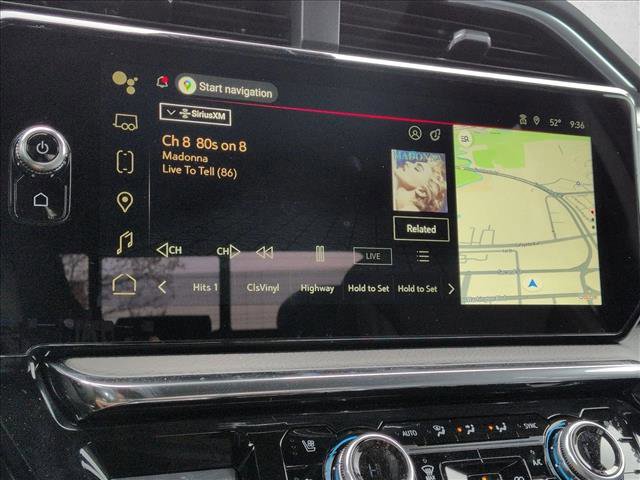 Start navigation
SiriusXM
52° 9:36
Ch 8 80s on 8
Madonna
Live To Tell (86)
MADONNA
Related
CH CH LIVE
Hits 1 ClsVinyl Highway Hold to Set Hold to Set
AUTO SYNC
A/C